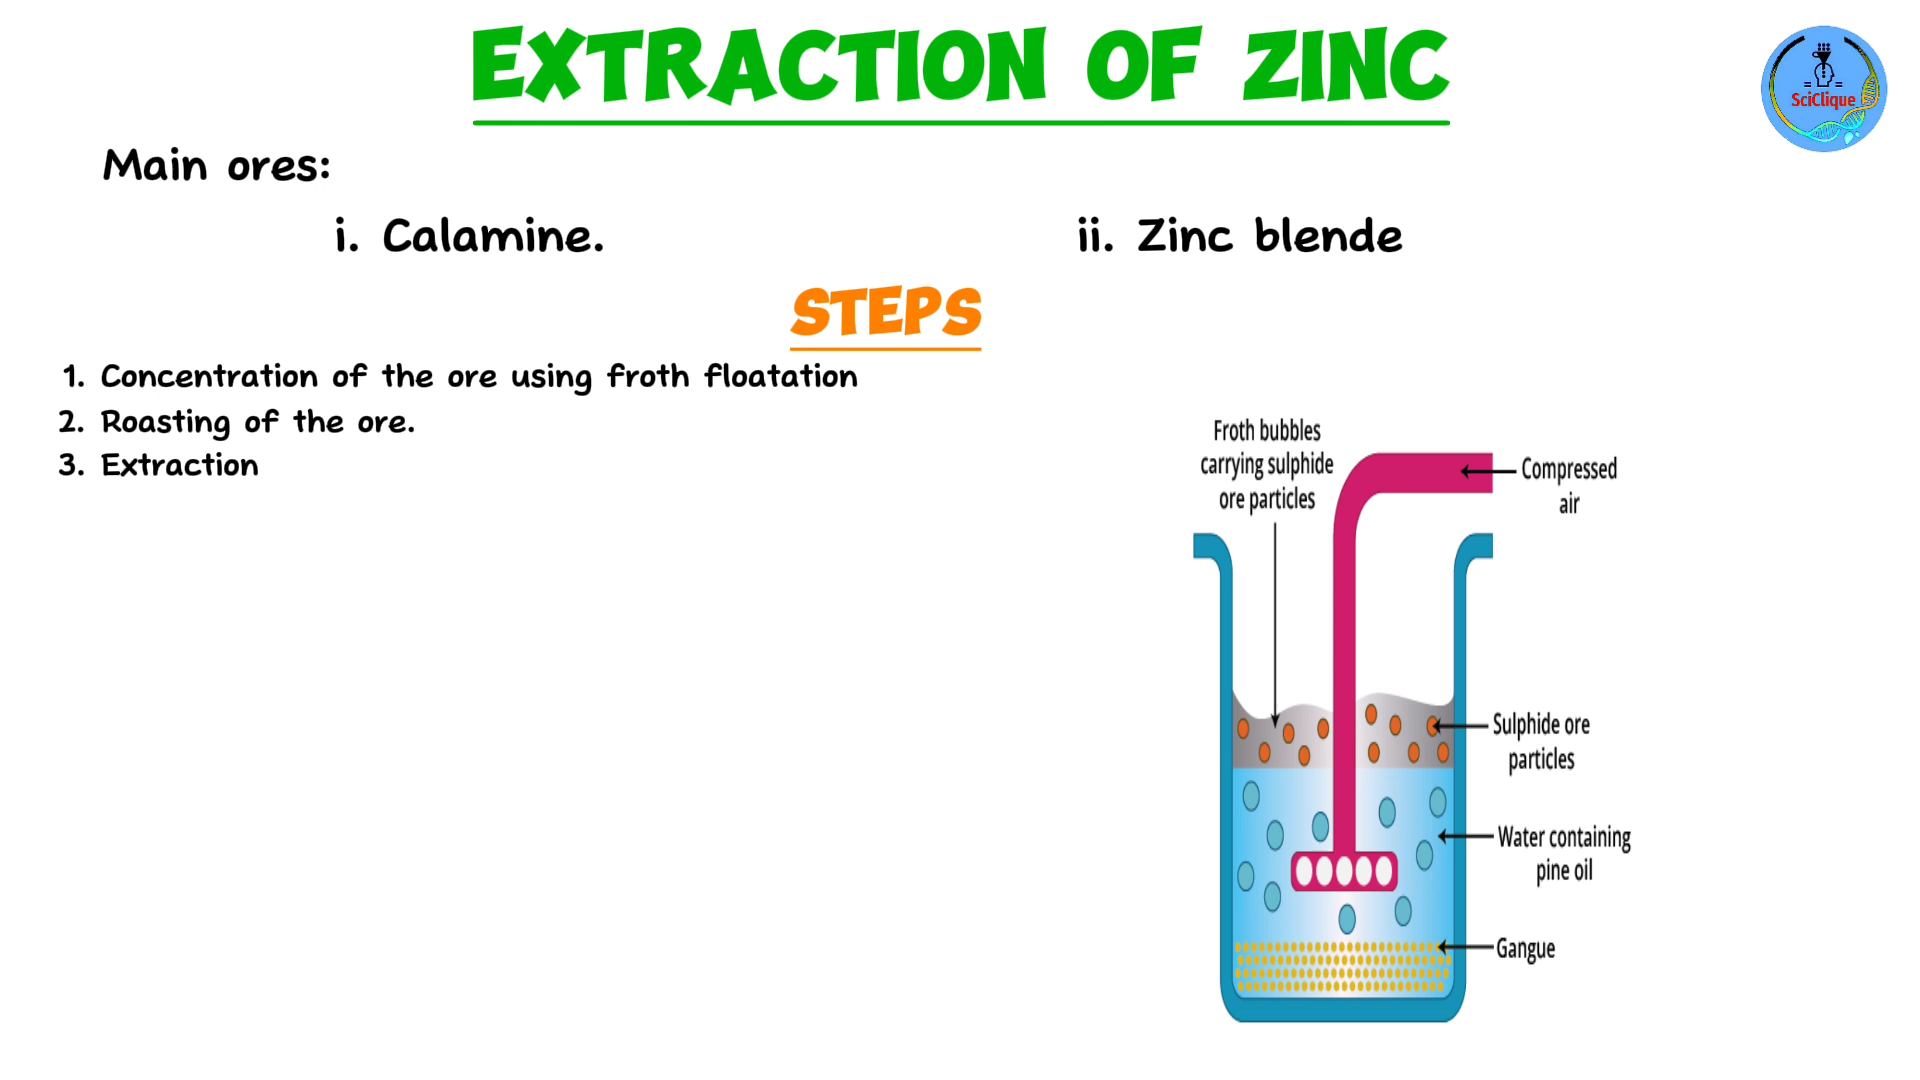 EXTRACTION OF ZINC
SciClique
Main ores:
i. Calamine.
ii. Zinc blende
STEPS
1. Concentration of the ore using froth floatation
2. Roasting of the ore.
3. Extraction
Froth bubbles
carrying sulphide
ore particles
Compressed
air
Sulphide ore
particles
Water containing
pine oil
Gangue